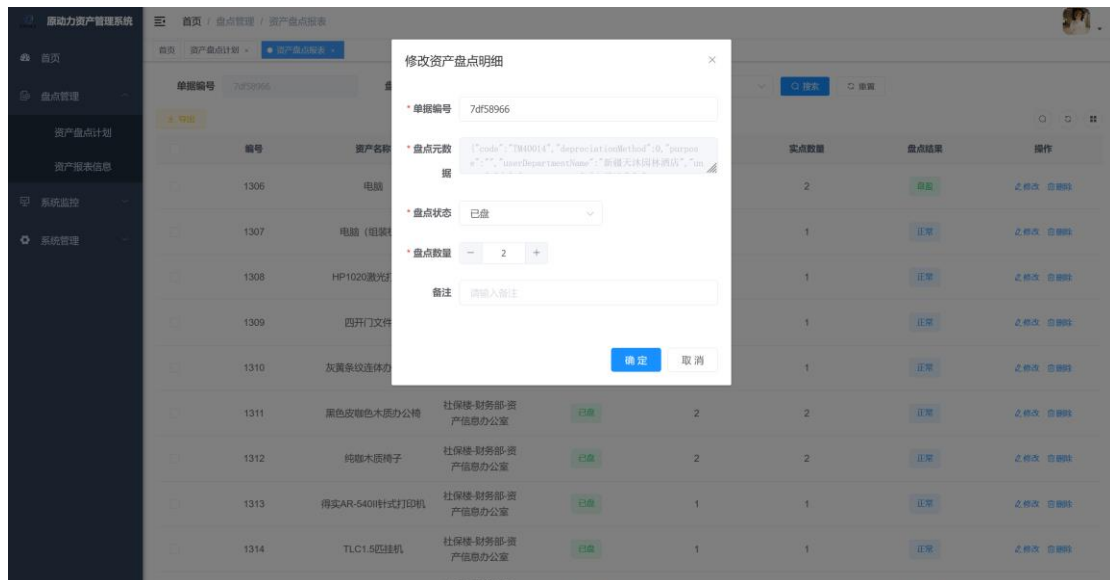 原动力资产管理系统
首页 / 盘点管理 / 资产盘点报表
首页
资产盘点计划
资产盘点报表
首页
盘点管理
资产盘点计划
资产报表信息
系统监控
系统管理
单据编号
7df58966
搜索
重置
导出
编号
资产名称
实点数量
盘点结果
操作
1306
电脑
2
修改 删除
1307
电脑（组装
1
正常
修改 删除
1308
HP1020激光
1
正常
修改 删除
1309
四开门文件
1
正常
修改 删除
1310
灰黄条纹连体办
1
正常
修改 删除
1311
黑色皮咖色木质办公椅
社保楼-财务部-资
产信息办公室
已盘
2
2
正常
修改 删除
1312
纯咖木质椅子
社保楼-财务部-资
产信息办公室
已盘
2
2
正常
修改 删除
1313
得实AR-540II针式打印机
社保楼-财务部-资
产信息办公室
已盘
1
1
正常
修改 删除
1314
TLC1.5匹挂机
社保楼-财务部-资
产信息办公室
已盘
1
1
正常
修改 删除
修改资产盘点明细
* 单据编号
7df58966
* 盘点元数
据
{"code":"TM40014","depreciationMethod":0,"purpos
e":"","userDepartmentName":"新疆天沐园林酒店","un
* 盘点状态
已盘
* 盘点数量
- 2 +
备注
请输入备注
确 定
取 消